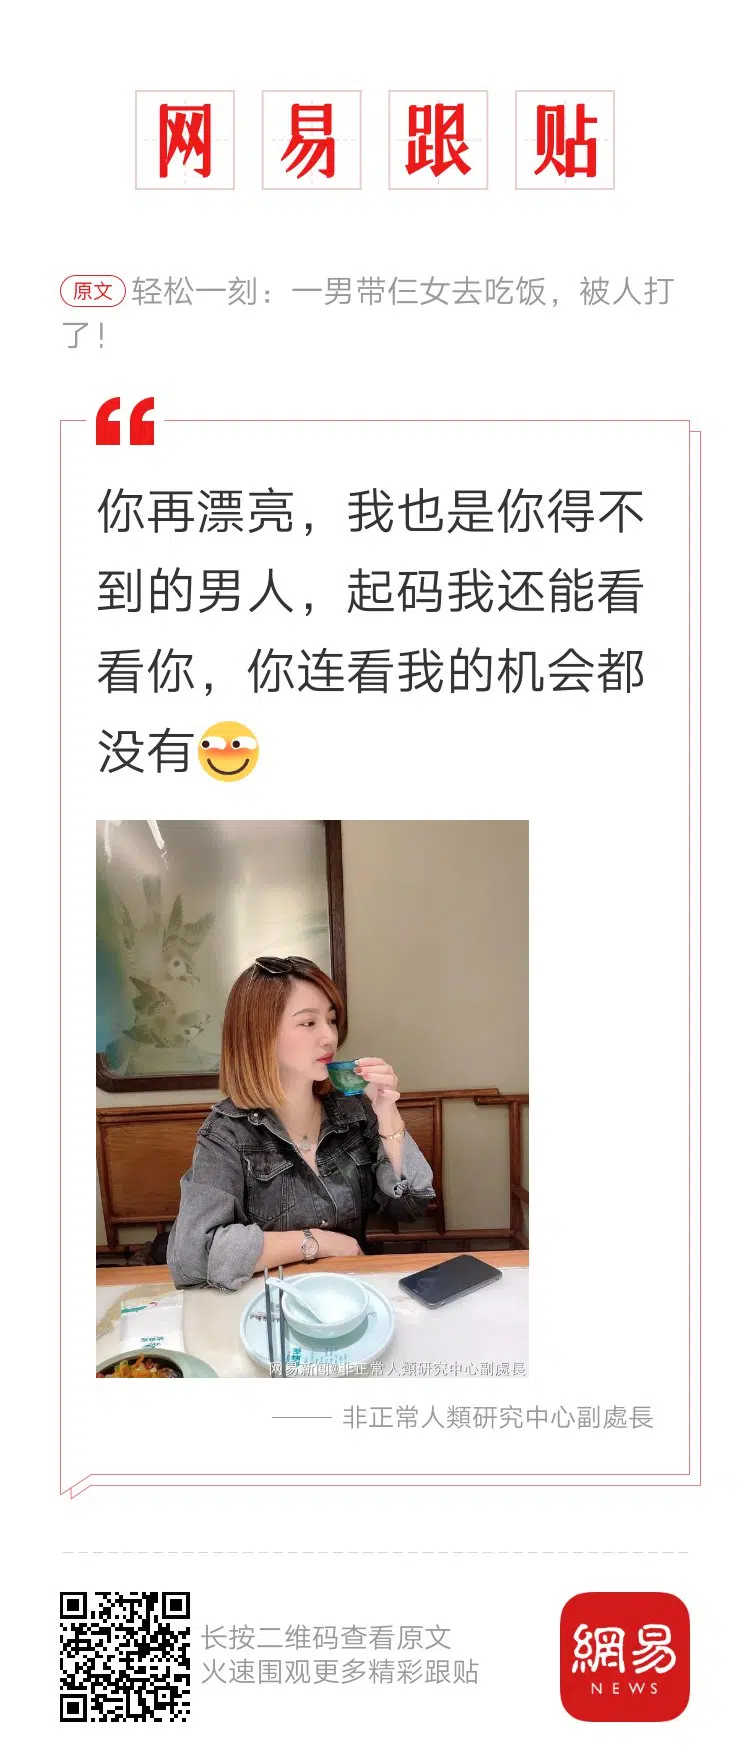 网易跟贴
原文 轻松一刻：一男带仨女去吃饭，被人打
了！
你再漂亮，我也是你得不
到的男人，起码我还能看
看你，你连看我的机会都
没有
网易新闻@非正常人類研究中心副處長
—— 非正常人類研究中心副處長
长按二维码查看原文
火速围观更多精彩跟贴
網易
NEWS